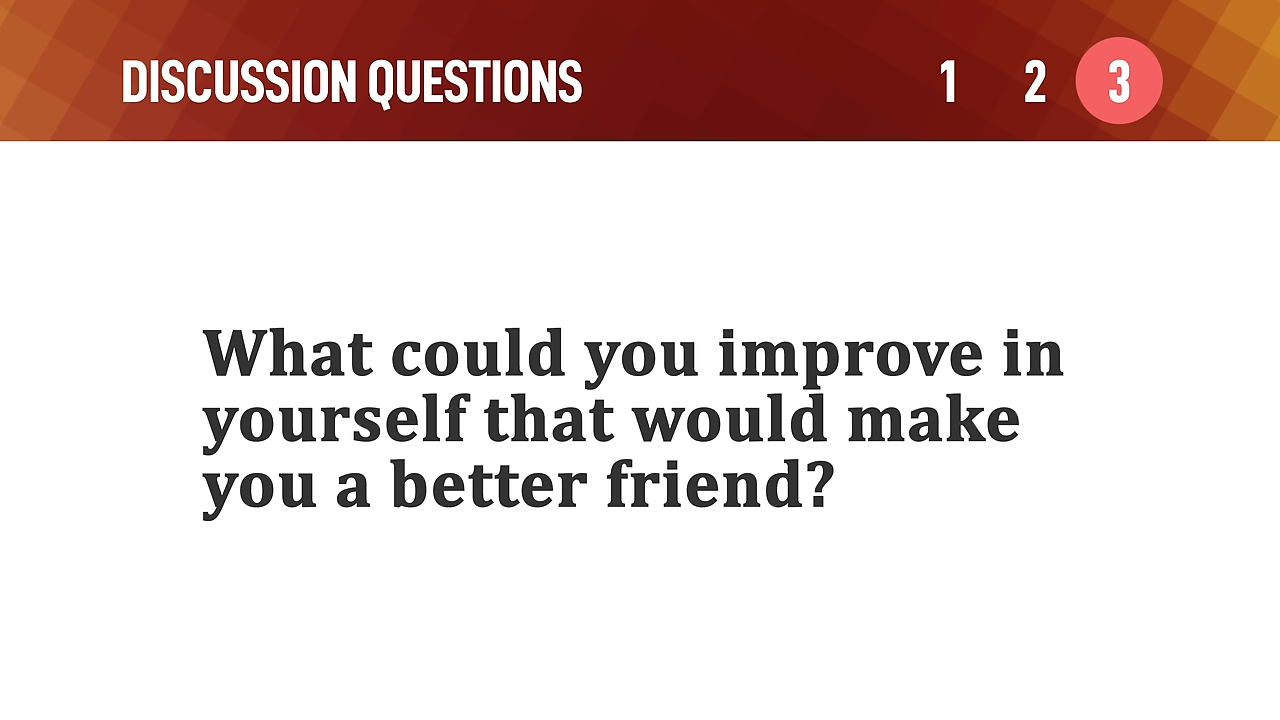 DISCUSSION QUESTIONS 1 2 3
What could you improve in
yourself that would make
you a better friend?